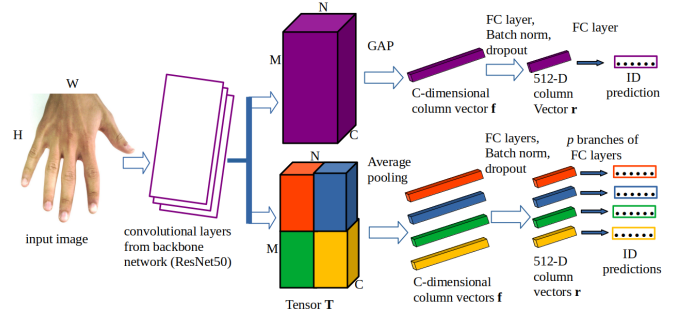 N
M
C
GAP
C-dimensional
column vector f
FC layer,
Batch norm,
dropout
512-D
column
Vector r
FC layer
ID
prediction
W
H
input image
convolutional layers
from backbone
network (ResNet50)
N
M
C
Tensor T
Average
pooling
C-dimensional
column vectors f
FC layers,
Batch norm,
dropout
512-D
column
vectors r
p branches of
FC layers
ID
predictions